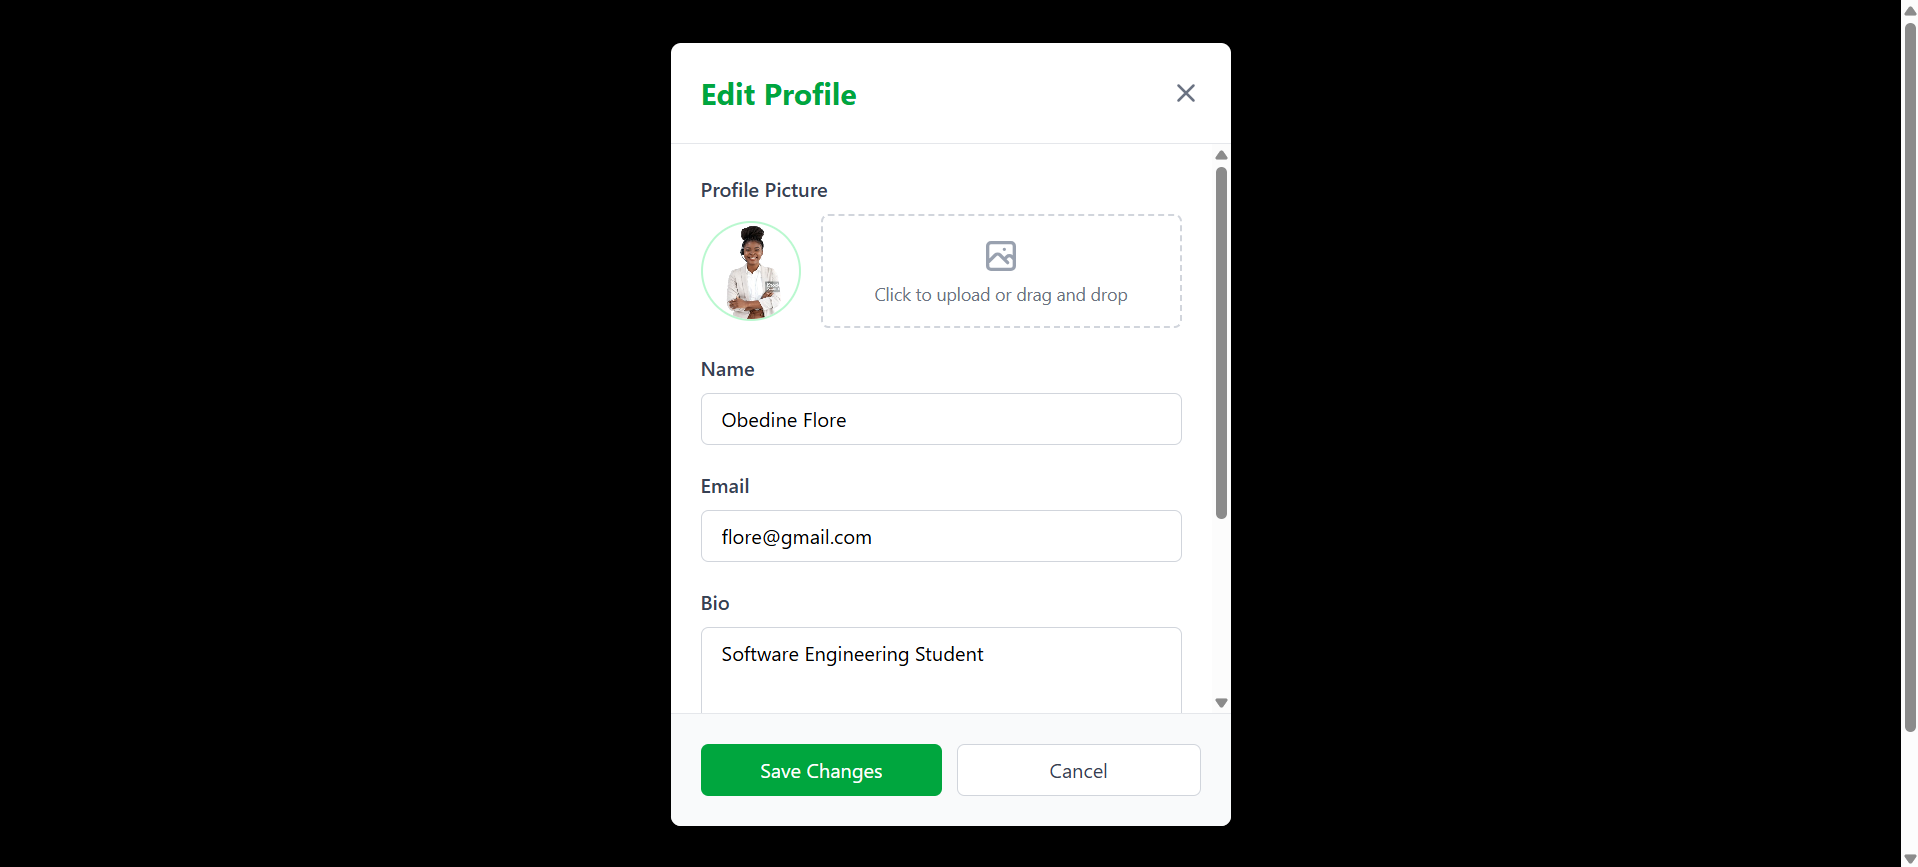 Edit Profile
Profile Picture
Click to upload or drag and drop
Name
Obedine Flore
Email
flore@gmail.com
Bio
Software Engineering Student
Save Changes
Cancel